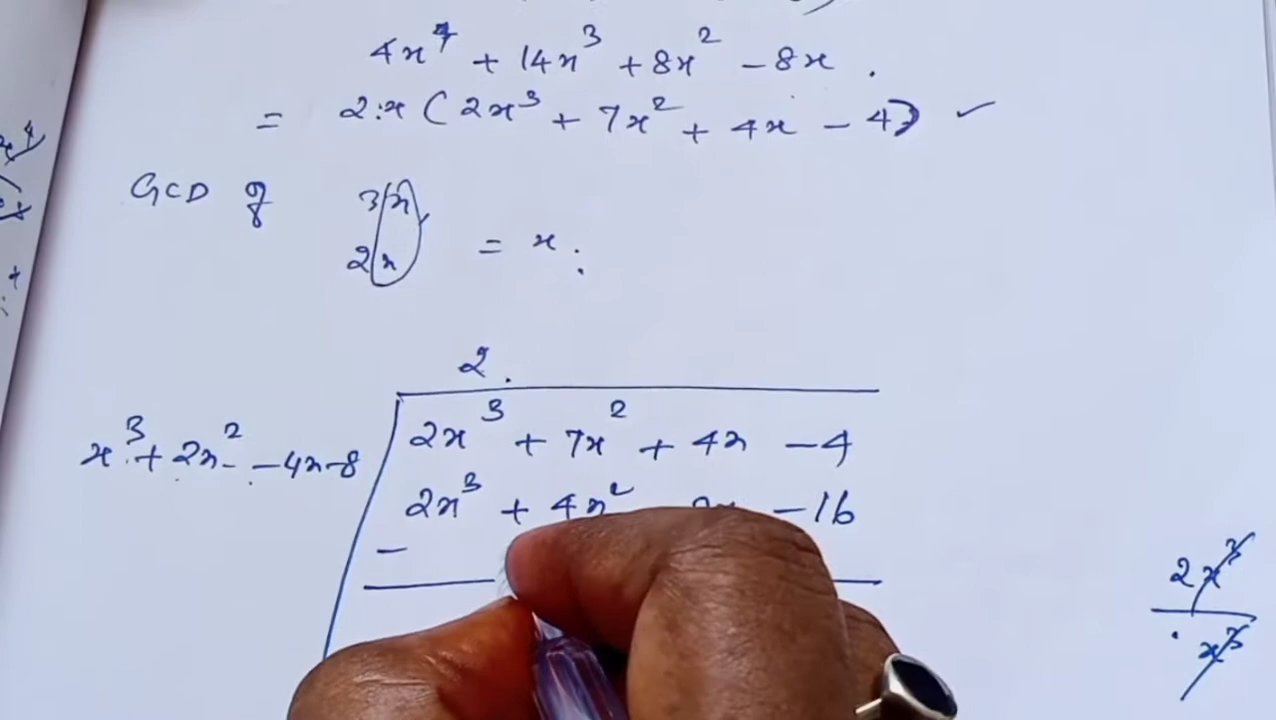 4x⁴ + 14x³ + 8x² - 8x .
= 2x ( 2x³ + 7x² + 4x - 4) ✓
GCD of 3x
2x = x .
2
x³ + 2x² - 4x - 8 2x³ + 7x² + 4x - 4
2x³ + 4x² - 16
-
2x³
x³